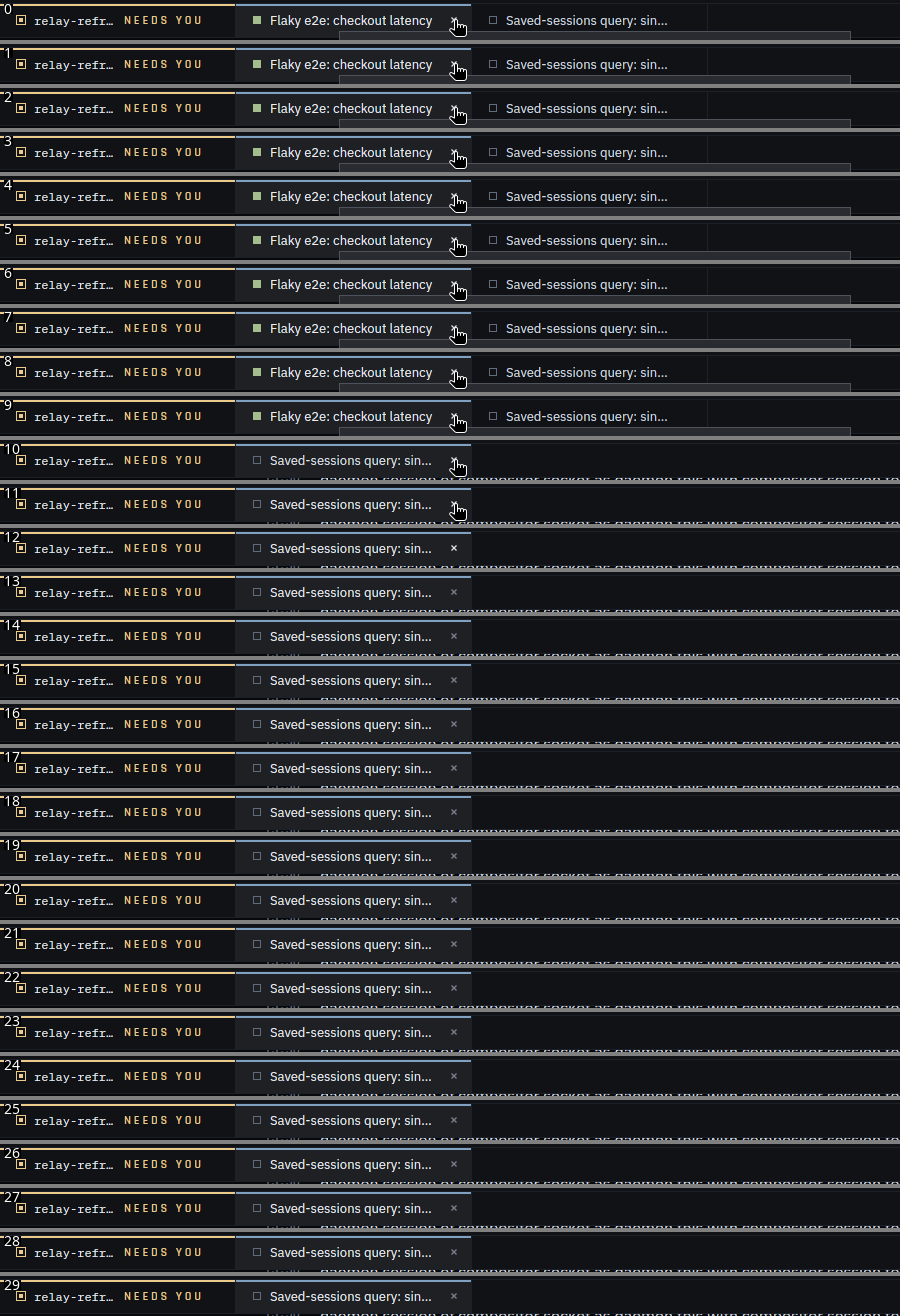 0 relay-refr… NEEDS YOU Flaky e2e: checkout latency × Saved-sessions query: sin…
1 relay-refr… NEEDS YOU Flaky e2e: checkout latency × Saved-sessions query: sin…
2 relay-refr… NEEDS YOU Flaky e2e: checkout latency × Saved-sessions query: sin…
3 relay-refr… NEEDS YOU Flaky e2e: checkout latency × Saved-sessions query: sin…
4 relay-refr… NEEDS YOU Flaky e2e: checkout latency × Saved-sessions query: sin…
5 relay-refr… NEEDS YOU Flaky e2e: checkout latency × Saved-sessions query: sin…
6 relay-refr… NEEDS YOU Flaky e2e: checkout latency × Saved-sessions query: sin…
7 relay-refr… NEEDS YOU Flaky e2e: checkout latency × Saved-sessions query: sin…
8 relay-refr… NEEDS YOU Flaky e2e: checkout latency × Saved-sessions query: sin…
9 relay-refr… NEEDS YOU Flaky e2e: checkout latency × Saved-sessions query: sin…
10 relay-refr… NEEDS YOU Saved-sessions query: sin… ×
11 relay-refr… NEEDS YOU Saved-sessions query: sin… ×
12 relay-refr… NEEDS YOU Saved-sessions query: sin… ×
13 relay-refr… NEEDS YOU Saved-sessions query: sin… ×
14 relay-refr… NEEDS YOU Saved-sessions query: sin… ×
15 relay-refr… NEEDS YOU Saved-sessions query: sin… ×
16 relay-refr… NEEDS YOU Saved-sessions query: sin… ×
17 relay-refr… NEEDS YOU Saved-sessions query: sin… ×
18 relay-refr… NEEDS YOU Saved-sessions query: sin… ×
19 relay-refr… NEEDS YOU Saved-sessions query: sin… ×
20 relay-refr… NEEDS YOU Saved-sessions query: sin… ×
21 relay-refr… NEEDS YOU Saved-sessions query: sin… ×
22 relay-refr… NEEDS YOU Saved-sessions query: sin… ×
23 relay-refr… NEEDS YOU Saved-sessions query: sin… ×
24 relay-refr… NEEDS YOU Saved-sessions query: sin… ×
25 relay-refr… NEEDS YOU Saved-sessions query: sin… ×
26 relay-refr… NEEDS YOU Saved-sessions query: sin… ×
27 relay-refr… NEEDS YOU Saved-sessions query: sin… ×
28 relay-refr… NEEDS YOU Saved-sessions query: sin… ×
29 relay-refr… NEEDS YOU Saved-sessions query: sin… ×